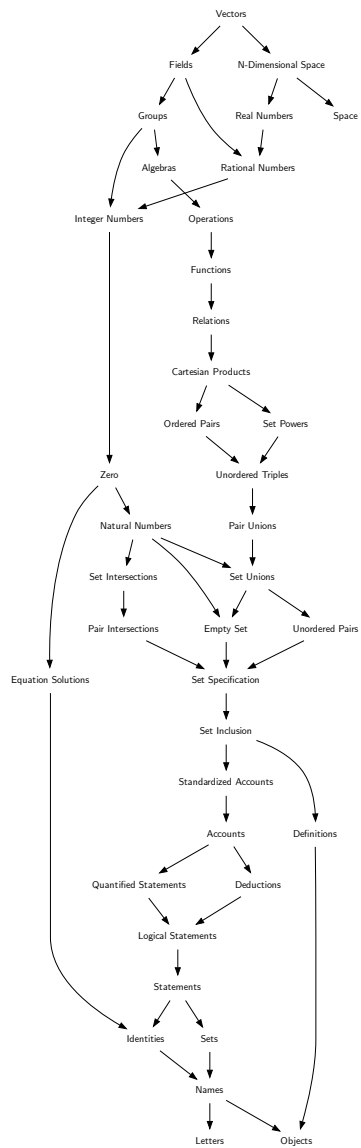 Vectors
Fields
N-Dimensional Space
Groups
Real Numbers
Space
Algebras
Rational Numbers
Integer Numbers
Operations
Functions
Relations
Cartesian Products
Ordered Pairs
Set Powers
Zero
Unordered Triples
Natural Numbers
Pair Unions
Set Intersections
Set Unions
Pair Intersections
Empty Set
Unordered Pairs
Equation Solutions
Set Specification
Set Inclusion
Standardized Accounts
Accounts
Definitions
Quantified Statements
Deductions
Logical Statements
Statements
Identities
Sets
Names
Letters
Objects